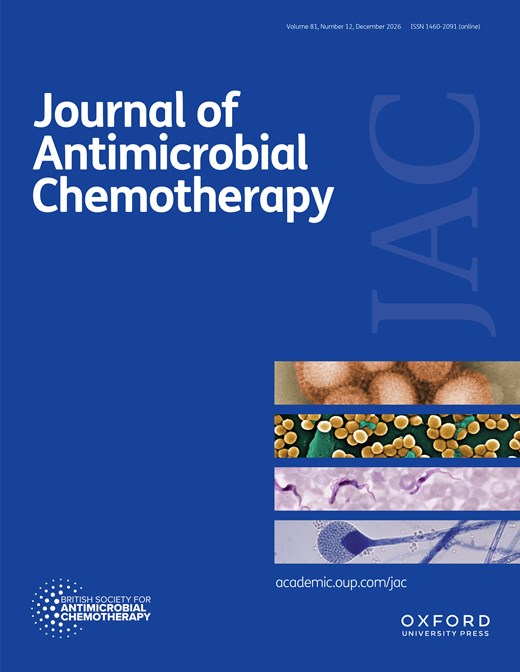 Volume 81, Number 12, December 2026 ISSN 1460-2091 (online)
Journal of
Antimicrobial
Chemotherapy
JAC
academic.oup.com/jac
BRITISH SOCIETY FOR
ANTIMICROBIAL
CHEMOTHERAPY
OXFORD
UNIVERSITY PRESS